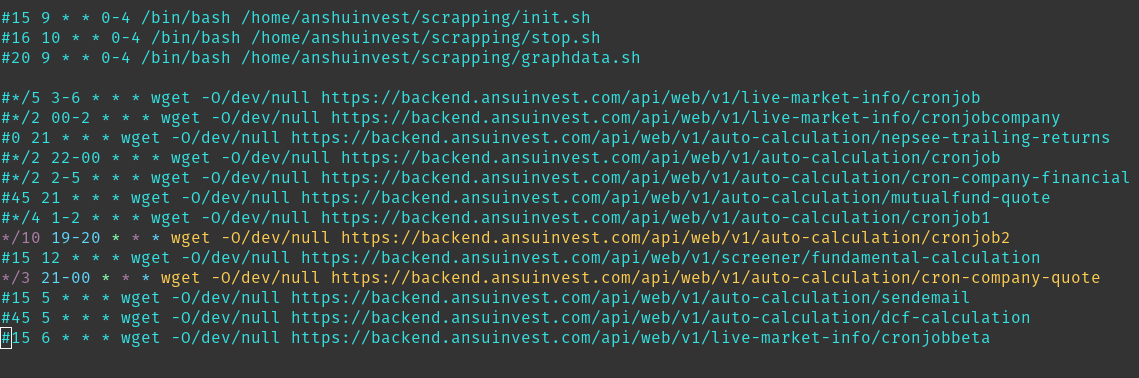 #15 9 * * 0-4 /bin/bash /home/anshuinvest/scrapping/init.sh
#16 10 * * 0-4 /bin/bash /home/anshuinvest/scrapping/stop.sh
#20 9 * * 0-4 /bin/bash /home/anshuinvest/scrapping/graphdata.sh
#*/5 3-6 * * * wget -O/dev/null https://backend.ansuinvest.com/api/web/v1/live-market-info/cronjob
#*/2 00-2 * * * wget -O/dev/null https://backend.ansuinvest.com/api/web/v1/live-market-info/cronjobcompany
#0 21 * * * wget -O/dev/null https://backend.ansuinvest.com/api/web/v1/auto-calculation/nepsee-trailing-returns
#*/2 22-00 * * * wget -O/dev/null https://backend.ansuinvest.com/api/web/v1/auto-calculation/cronjob
#*/2 2-5 * * * wget -O/dev/null https://backend.ansuinvest.com/api/web/v1/auto-calculation/cron-company-financial
#45 21 * * * wget -O/dev/null https://backend.ansuinvest.com/api/web/v1/auto-calculation/mutualfund-quote
#*/4 1-2 * * * wget -O/dev/null https://backend.ansuinvest.com/api/web/v1/auto-calculation/cronjob1
*/10 19-20 * * * wget -O/dev/null https://backend.ansuinvest.com/api/web/v1/auto-calculation/cronjob2
#15 12 * * * wget -O/dev/null https://backend.ansuinvest.com/api/web/v1/screener/fundamental-calculation
*/3 21-00 * * * wget -O/dev/null https://backend.ansuinvest.com/api/web/v1/auto-calculation/cron-company-quote
#15 5 * * * wget -O/dev/null https://backend.ansuinvest.com/api/web/v1/auto-calculation/sendemail
#45 5 * * * wget -O/dev/null https://backend.ansuinvest.com/api/web/v1/auto-calculation/dcf-calculation
#15 6 * * * wget -O/dev/null https://backend.ansuinvest.com/api/web/v1/live-market-info/cronjobbeta